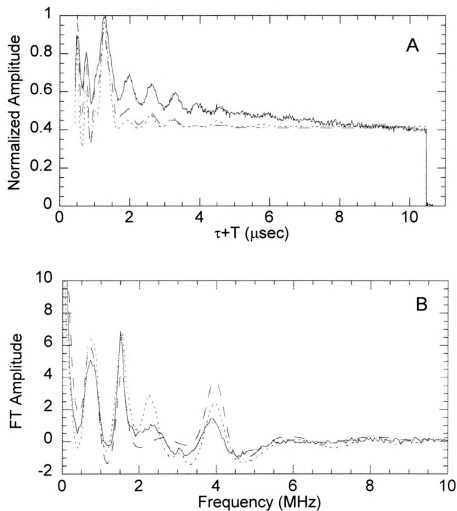 A
Normalized Amplitude
1
0.8
0.6
0.4
0.2
0
0 2 4 6 8 10
τ+T (μsec)
B
FT Amplitude
10
8
6
4
2
0
-2
0 2 4 6 8 10
Frequency (MHz)